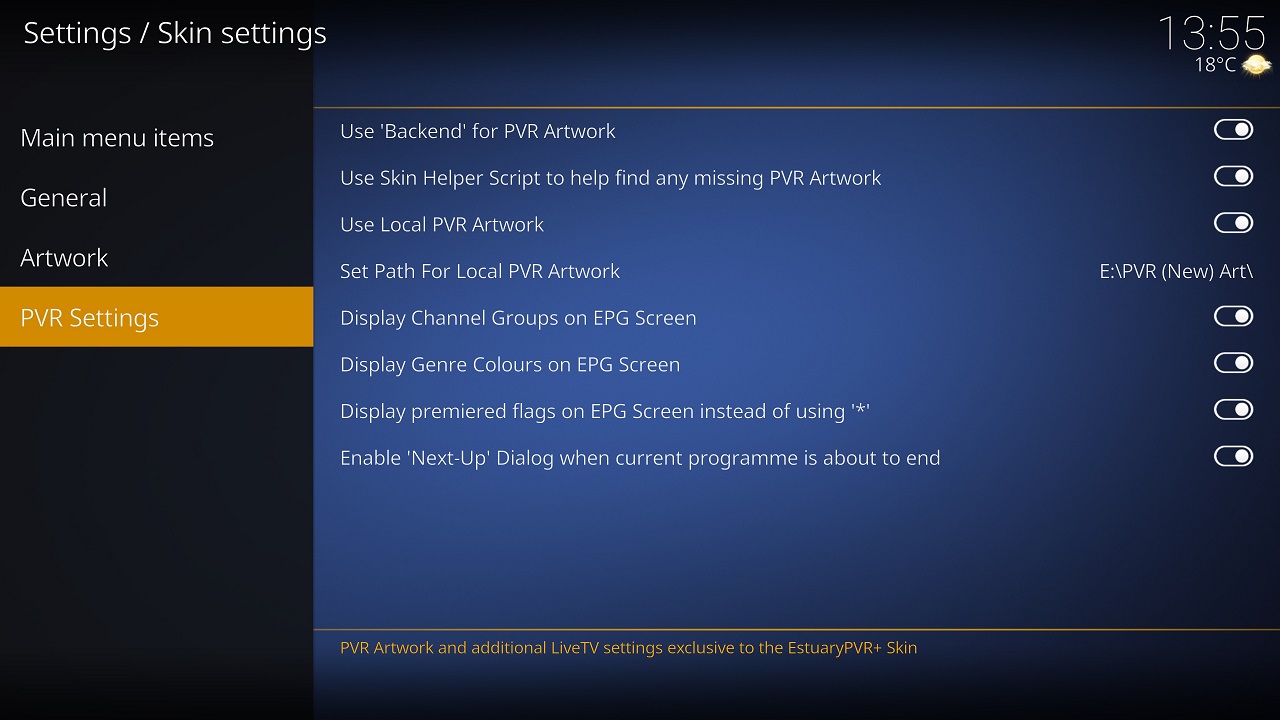 Settings / Skin settings
13:55
18°C
Main menu items
General
Artwork
PVR Settings
Use 'Backend' for PVR Artwork
Use Skin Helper Script to help find any missing PVR Artwork
Use Local PVR Artwork
Set Path For Local PVR Artwork E:\PVR (New) Art\
Display Channel Groups on EPG Screen
Display Genre Colours on EPG Screen
Display premiered flags on EPG Screen instead of using '*'
Enable 'Next-Up' Dialog when current programme is about to end
PVR Artwork and additional LiveTV settings exclusive to the EstuaryPVR+ Skin